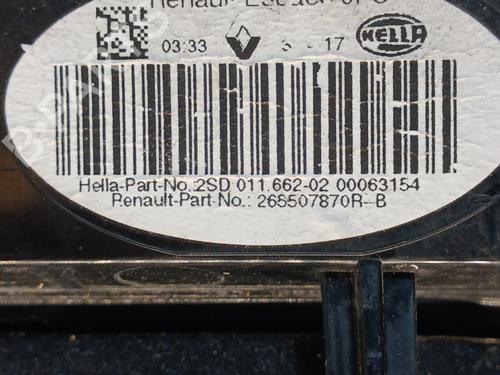 Renault
03:33 17 HELLA
Hella-Part-No.:2SD 011.662-02 00063154
Renault-Part-No.: 265507870R--B